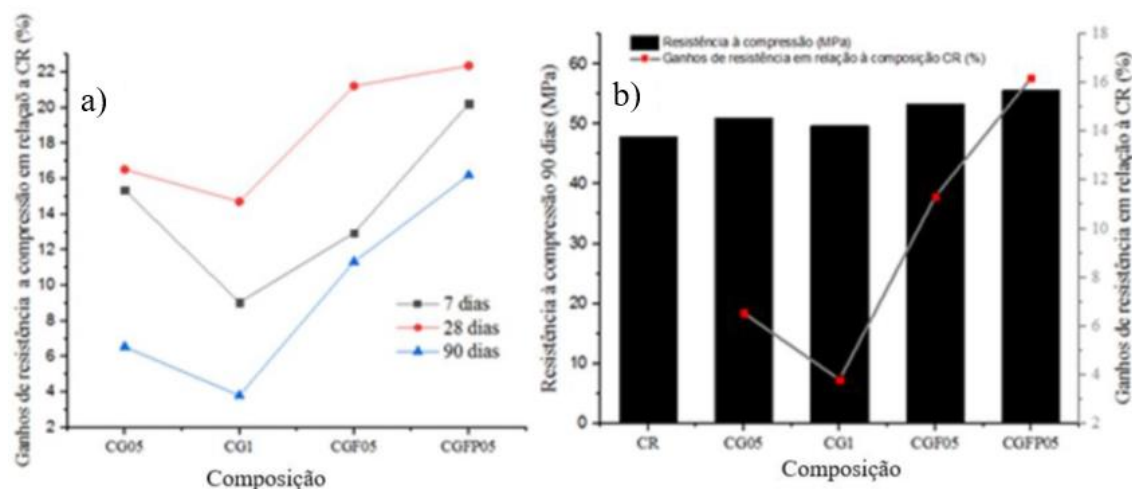 a)
Ganhos de resistência a compressão em relação a CR (%)
22
20
18
16
14
12
10
8
6
4
2
7 dias
28 dias
90 dias
CG05 CG1 CGF05 CGFP05
Composição
b)
Resistência à compressão (MPa)
Ganhos de resistência em relação à composição CR (%)
Resistência à compressão 90 dias (MPa)
60
50
40
30
20
10
0
Ganhos de resistência em relação à CR (%)
18
16
14
12
10
8
6
4
2
CR CG05 CG1 CGF05 CGFP05
Composição